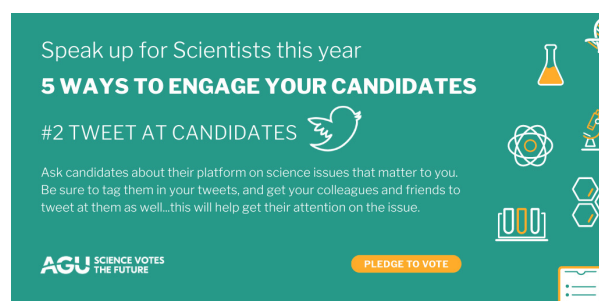 Speak up for Scientists this year
5 WAYS TO ENGAGE YOUR CANDIDATES
#2 TWEET AT CANDIDATES
Ask candidates about their platform on science issues that matter to you.
Be sure to tag them in your tweets, and get your colleagues and friends to
tweet at them as well...this will help get their attention on the issue.
AGU SCIENCE VOTES
THE FUTURE
PLEDGE TO VOTE